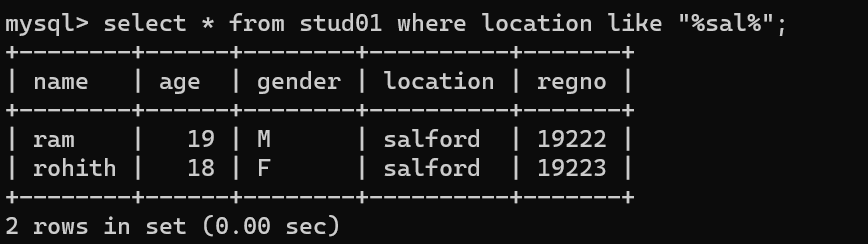 mysql> select * from stud01 where location like "%sal%";
+--------+------+--------+----------+-------+
| name   | age  | gender | location | regno |
+--------+------+--------+----------+-------+
| ram    |   19 | M      | salford  | 19222 |
| rohith |   18 | F      | salford  | 19223 |
+--------+------+--------+----------+-------+
2 rows in set (0.00 sec)